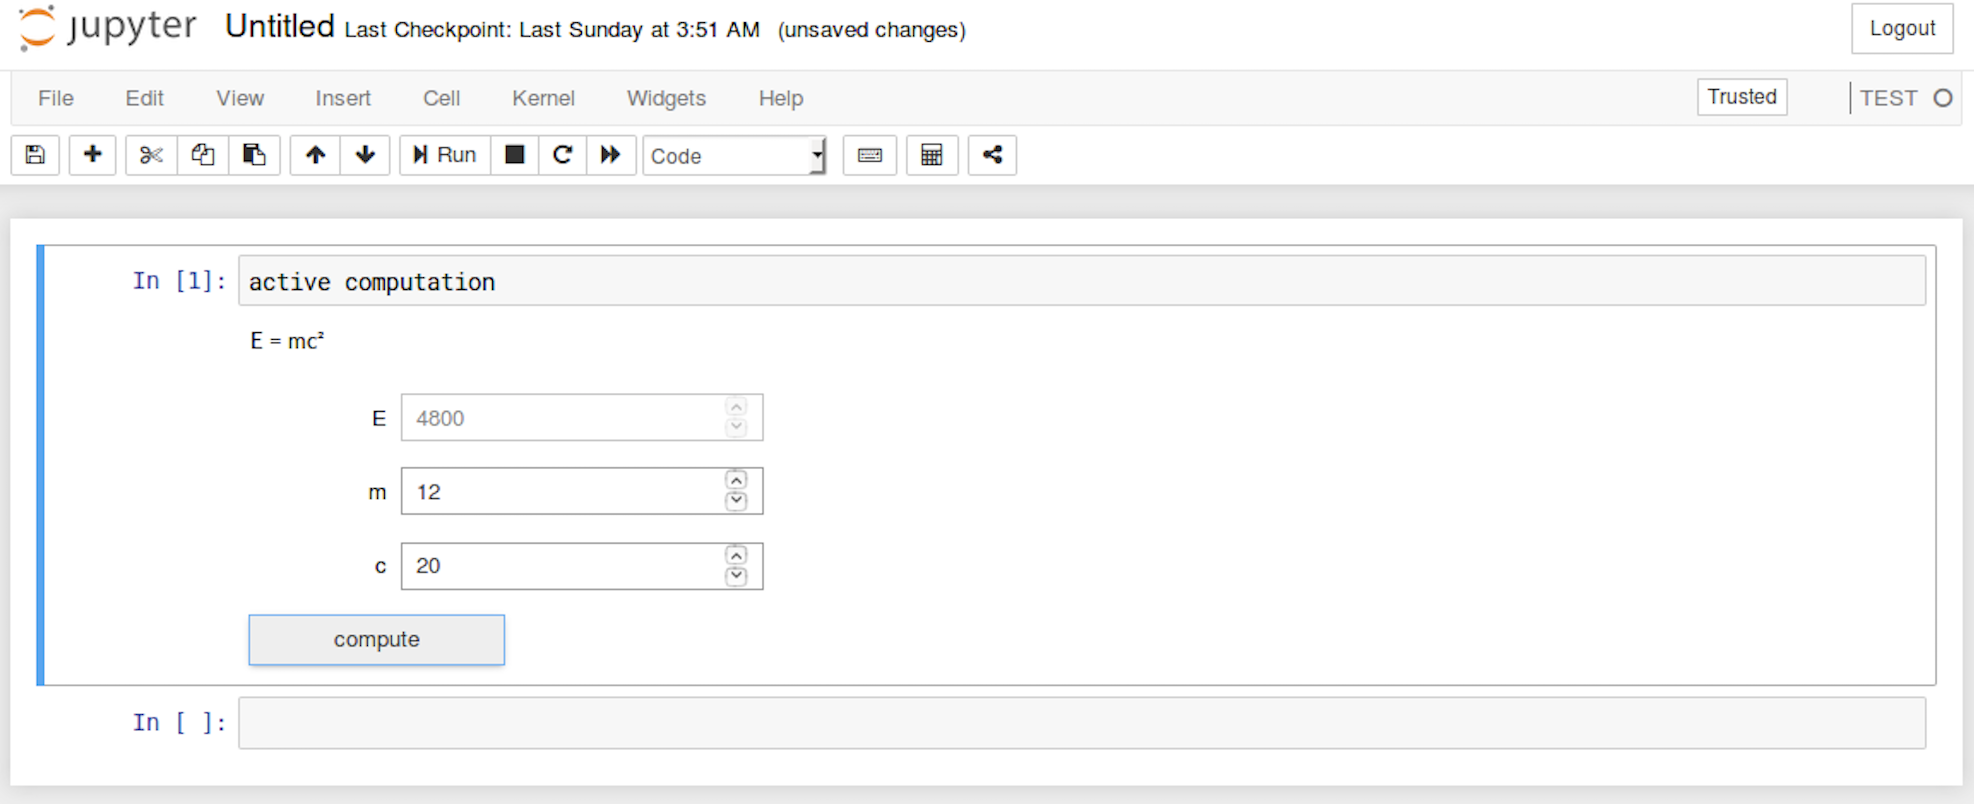 jupyter Untitled Last Checkpoint: Last Sunday at 3:51 AM (unsaved changes) Logout
File Edit View Insert Cell Kernel Widgets Help Trusted TEST
Run Code
In [1]: active computation
E = mc²
E 4800
m 12
c 20
compute
In [ ]: